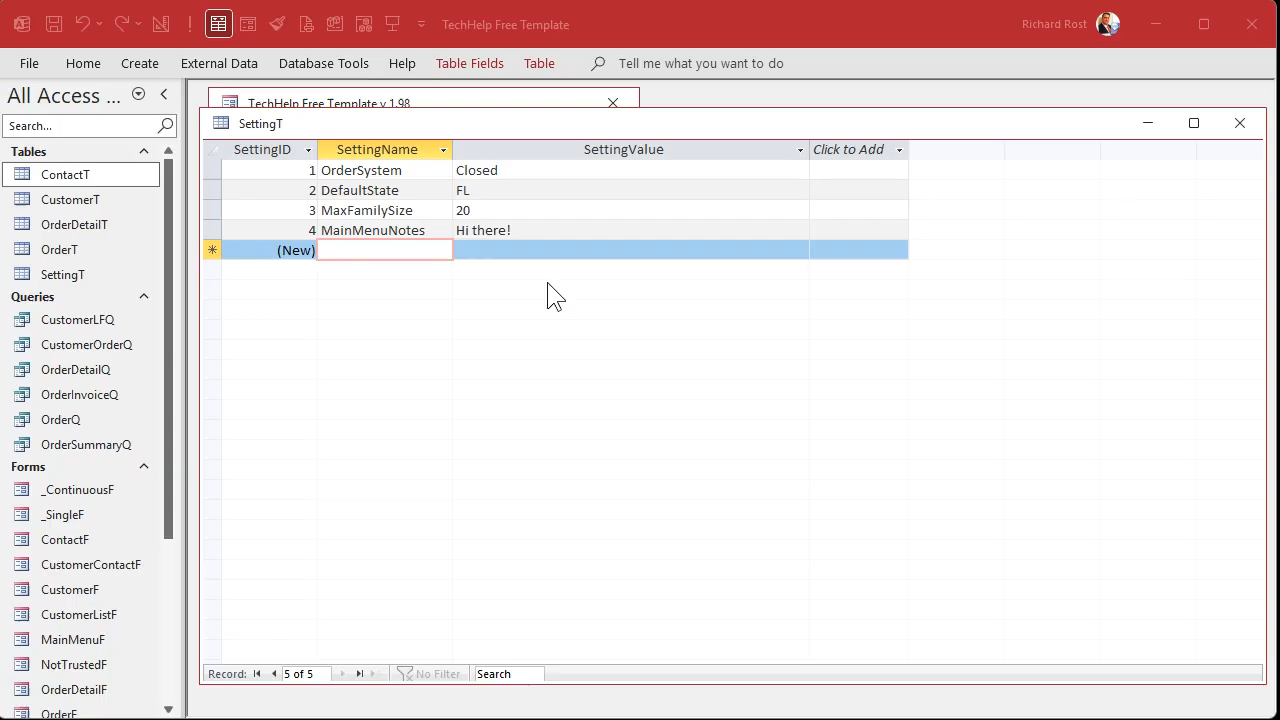 TechHelp Free Template
Richard Rost
File Home Create External Data Database Tools Help Table Fields Table Tell me what you want to do
All Access ...
Search...
Tables
ContactT
CustomerT
OrderDetailT
OrderT
SettingT
Queries
CustomerLFQ
CustomerOrderQ
OrderDetailQ
OrderInvoiceQ
OrderQ
OrderSummaryQ
Forms
_ContinuousF
_SingleF
ContactF
CustomerContactF
CustomerF
CustomerListF
MainMenuF
NotTrustedF
OrderDetailF
OrderF
TechHelp Free Template v 1.98
SettingT
SettingID SettingName SettingValue Click to Add
1 OrderSystem Closed
2 DefaultState FL
3 MaxFamilySize 20
4 MainMenuNotes Hi there!
* (New)
Record: 5 of 5 No Filter Search